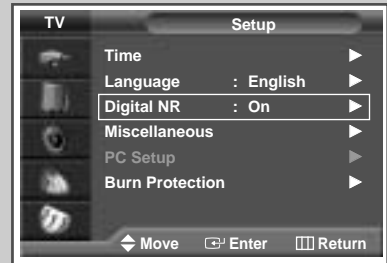 TV Setup
Time
Language : English
Digital NR : On
Miscellaneous
PC Setup
Burn Protection
Move Enter Return